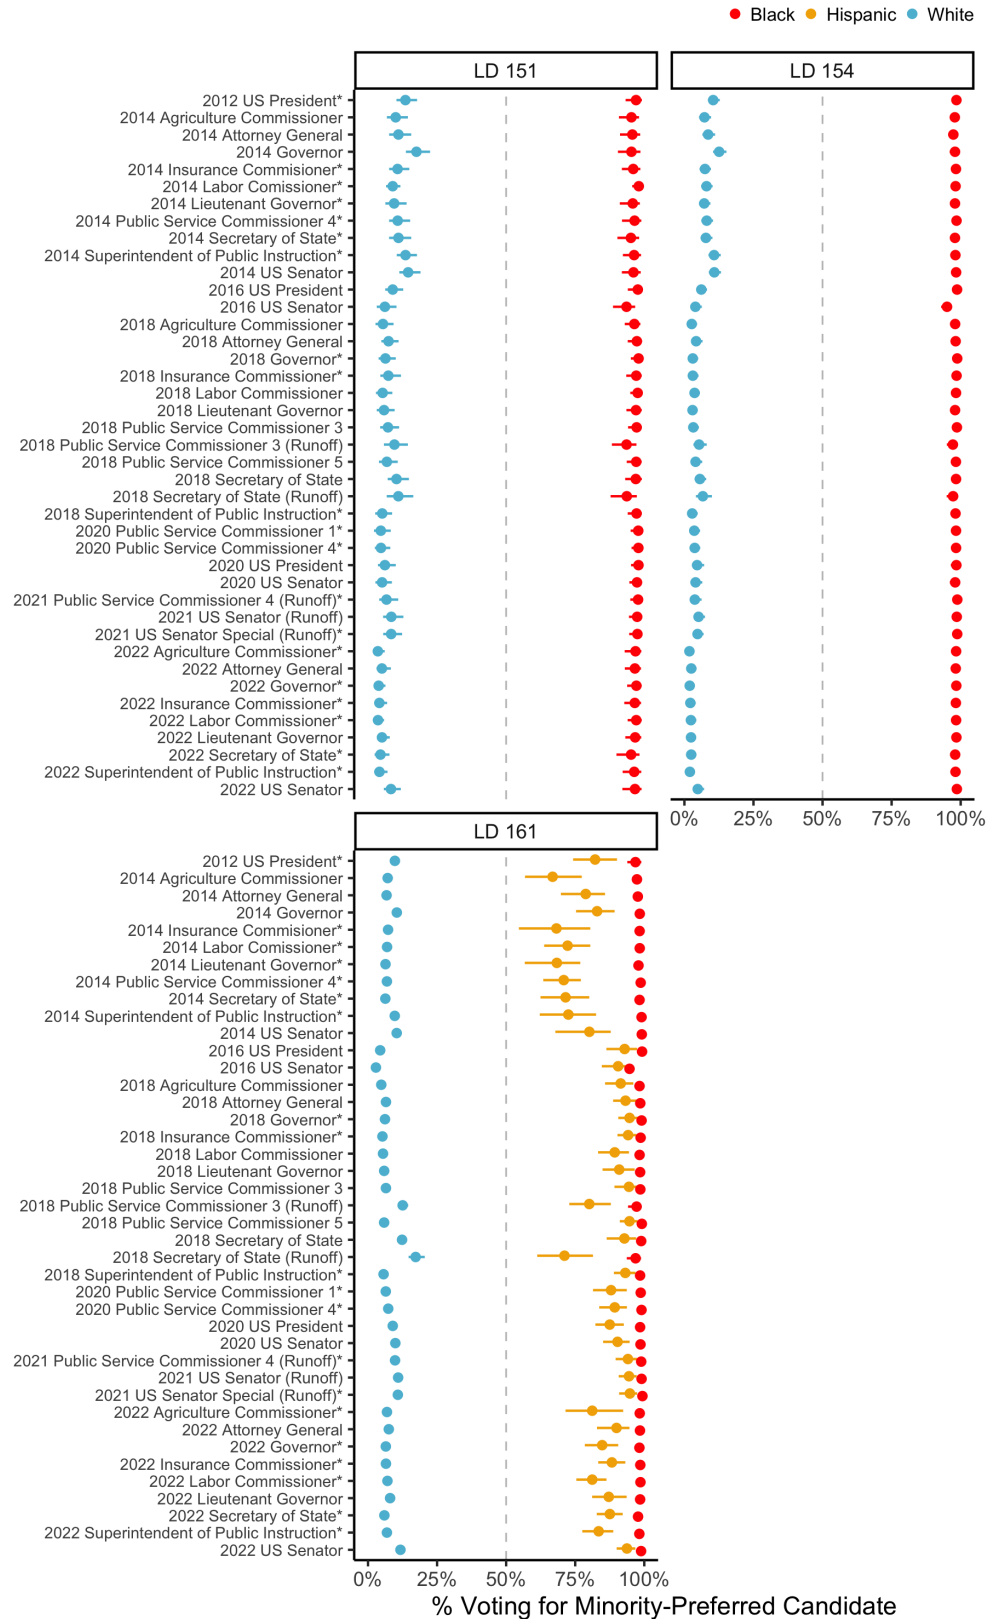 Black Hispanic White
LD 151
LD 154
2012 US President*
2014 Agriculture Commissioner
2014 Attorney General
2014 Governor
2014 Insurance Commisioner*
2014 Labor Comissioner*
2014 Lieutenant Governor*
2014 Public Service Commissioner 4*
2014 Secretary of State*
2014 Superintendent of Public Instruction*
2014 US Senator
2016 US President
2016 US Senator
2018 Agriculture Commissioner
2018 Attorney General
2018 Governor*
2018 Insurance Commissioner*
2018 Labor Commissioner
2018 Lieutenant Governor
2018 Public Service Commissioner 3
2018 Public Service Commissioner 3 (Runoff)
2018 Public Service Commissioner 5
2018 Secretary of State
2018 Secretary of State (Runoff)
2018 Superintendent of Public Instruction*
2020 Public Service Commissioner 1*
2020 Public Service Commissioner 4*
2020 US President
2020 US Senator
2021 Public Service Commissioner 4 (Runoff)*
2021 US Senator (Runoff)
2021 US Senator Special (Runoff)*
2022 Agriculture Commissioner*
2022 Attorney General
2022 Governor*
2022 Insurance Commissioner*
2022 Labor Commissioner*
2022 Lieutenant Governor
2022 Secretary of State*
2022 Superintendent of Public Instruction*
2022 US Senator
0% 25% 50% 75% 100%
LD 161
2012 US President*
2014 Agriculture Commissioner
2014 Attorney General
2014 Governor
2014 Insurance Commisioner*
2014 Labor Comissioner*
2014 Lieutenant Governor*
2014 Public Service Commissioner 4*
2014 Secretary of State*
2014 Superintendent of Public Instruction*
2014 US Senator
2016 US President
2016 US Senator
2018 Agriculture Commissioner
2018 Attorney General
2018 Governor*
2018 Insurance Commissioner*
2018 Labor Commissioner
2018 Lieutenant Governor
2018 Public Service Commissioner 3
2018 Public Service Commissioner 3 (Runoff)
2018 Public Service Commissioner 5
2018 Secretary of State
2018 Secretary of State (Runoff)
2018 Superintendent of Public Instruction*
2020 Public Service Commissioner 1*
2020 Public Service Commissioner 4*
2020 US President
2020 US Senator
2021 Public Service Commissioner 4 (Runoff)*
2021 US Senator (Runoff)
2021 US Senator Special (Runoff)*
2022 Agriculture Commissioner*
2022 Attorney General
2022 Governor*
2022 Insurance Commissioner*
2022 Labor Commissioner*
2022 Lieutenant Governor
2022 Secretary of State*
2022 Superintendent of Public Instruction*
2022 US Senator
0% 25% 50% 75% 100%
% Voting for Minority-Preferred Candidate